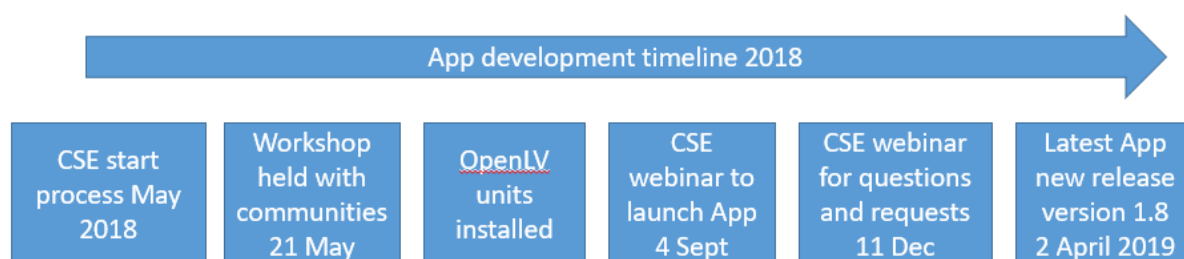 App development timeline 2018
CSE start
process May
2018
Workshop
held with
communities
21 May
OpenLV
units
installed
CSE
webinar to
launch App
4 Sept
CSE webinar
for questions
and requests
11 Dec
Latest App
new release
version 1.8
2 April 2019